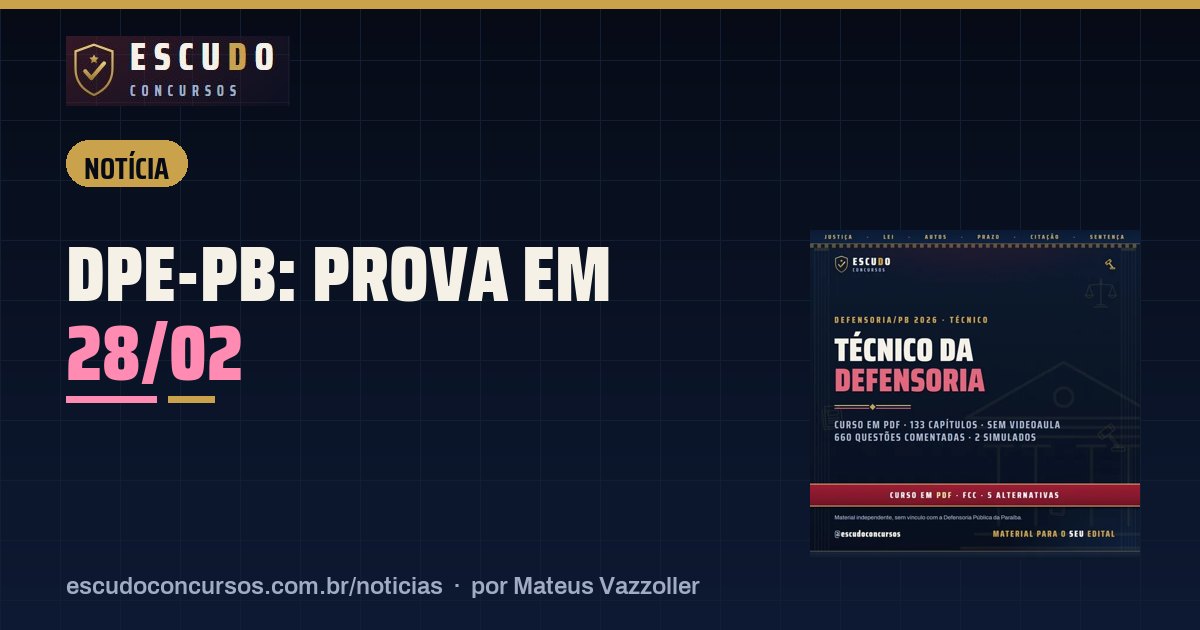 ESCUDO
CONCURSOS
NOTÍCIA
DPE-PB: PROVA EM
28/02
JUSTIÇA · LEI · AUTOS · PRAZO · CITAÇÃO · SENTENÇA
ESCUDO
CONCURSOS
DEFENSORIA/PB 2026 · TÉCNICO
TÉCNICO DA
DEFENSORIA
CURSO EM PDF · 133 CAPÍTULOS · SEM VIDEOAULA
660 QUESTÕES COMENTADAS · 2 SIMULADOS
CURSO EM PDF · FCC · 5 ALTERNATIVAS
Material independente, sem vínculo com a Defensoria Pública da Paraíba.
@escudoconcursos
MATERIAL PARA O SEU EDITAL
escudoconcursos.com.br/noticias · por Mateus Vazzoller